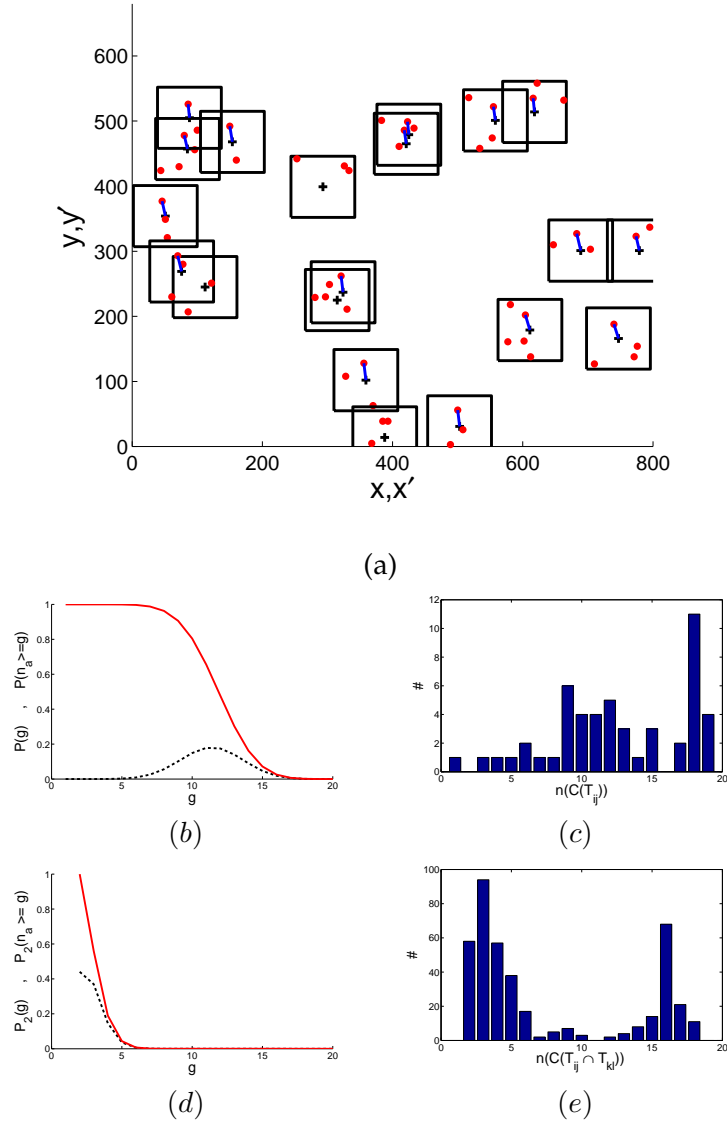 600
500
400
300
200
100
0
y,y′
0 200 400 600 800
x,x′
(a)
1
0.8
0.6
0.4
0.2
0
P(g) , P(n_a>=g)
0 5 10 15 20
g
(b)
12
10
8
6
4
2
0
#
0 5 10 15 20
n(C(T_ij))
(c)
1
0.8
0.6
0.4
0.2
0
P_2(g) , P_2(n_a >= g)
0 5 10 15 20
g
(d)
100
80
60
40
20
0
#
0 5 10 15 20
n(C(T_ij ∩ T_kl))
(e)